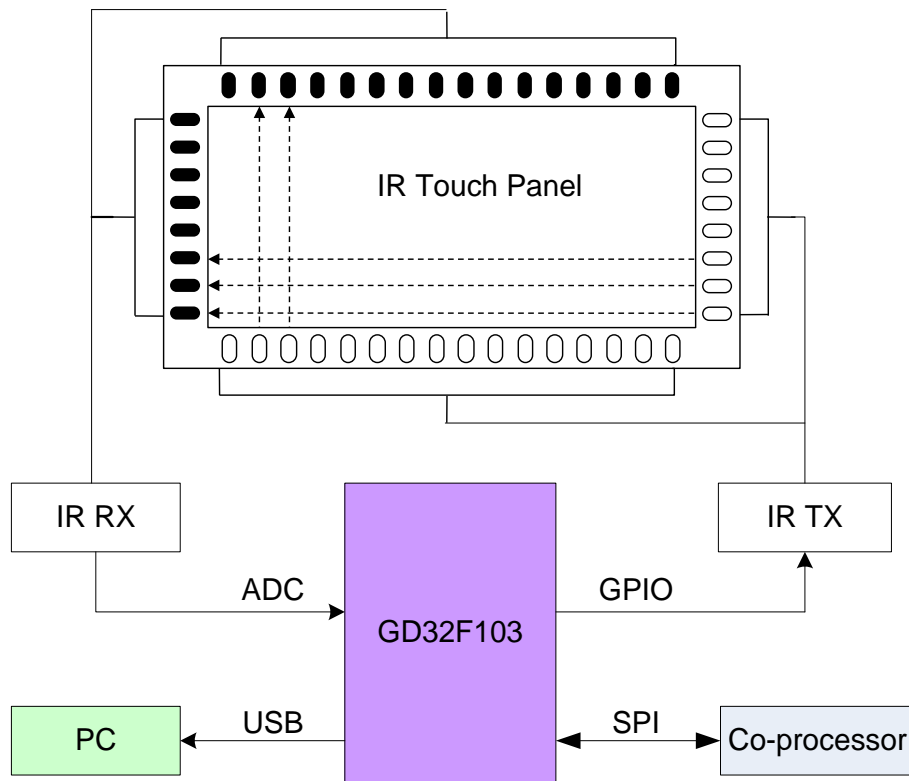 IR Touch Panel
IR RX
IR TX
ADC
GPIO
GD32F103
PC
USB
SPI
Co-processor